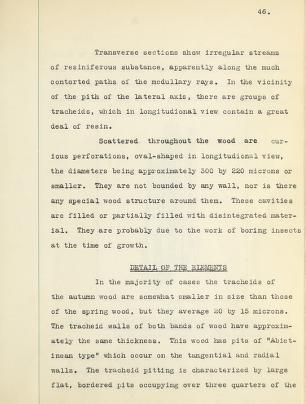 46.
Transverse sections show irregular streams
of resiniferous substance, apparently along the much
contorted paths of the medullary rays. In the vicinity
of the pith of the lateral axis, there are groups of
tracheids, which in longitudinal view contain a great
deal of resin.
Scattered throughout the wood are cur-
ious perforations, oval-shaped in longitudional view,
the diameters being approximately 300 by 220 microns or
smaller. They are not bounded by any wall, nor is there
any special wood structure around them. These cavities
are filled or partially filled with disintegrated mater-
ial. They are probably due to the work of boring insects
at the time of growth.
DETAIL OF THE ELEMENTS
In the majority of cases the tracheids of
the autumn wood are somewhat smaller in size than those
of the spring wood, but they average 20 by 15 microns.
The tracheid walls of both bands of wood have approxim-
ately the same thickness. This wood has pits of "Abiet-
inean type" which occur on the tangential and radial
walls. The tracheid pitting is characterized by large
flat, bordered pits occupying over three quarters of the